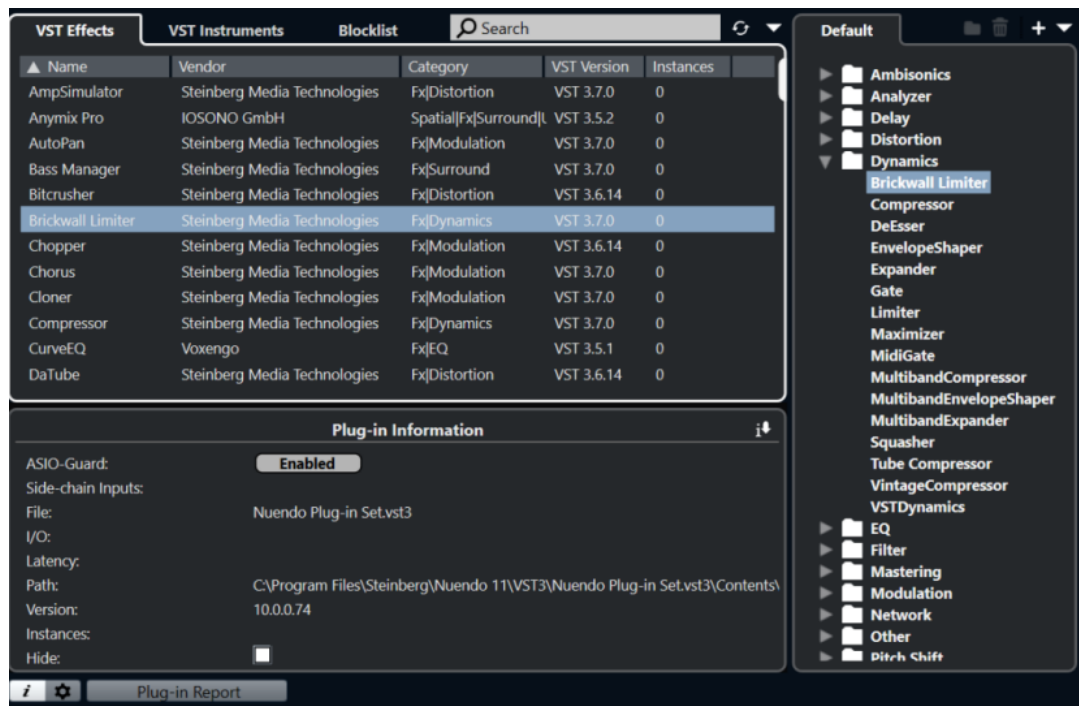 VST Effects VST Instruments Blocklist Search
Name Vendor Category VST Version Instances
AmpSimulator Steinberg Media Technologies Fx|Distortion VST 3.7.0 0
Anymix Pro IOSONO GmbH Spatial|Fx|Surround|U VST 3.5.2 0
AutoPan Steinberg Media Technologies Fx|Modulation VST 3.7.0 0
Bass Manager Steinberg Media Technologies Fx|Surround VST 3.7.0 0
Bitcrusher Steinberg Media Technologies Fx|Distortion VST 3.6.14 0
Brickwall Limiter Steinberg Media Technologies Fx|Dynamics VST 3.7.0 0
Chopper Steinberg Media Technologies Fx|Modulation VST 3.6.14 0
Chorus Steinberg Media Technologies Fx|Modulation VST 3.7.0 0
Cloner Steinberg Media Technologies Fx|Modulation VST 3.7.0 0
Compressor Steinberg Media Technologies Fx|Dynamics VST 3.7.0 0
CurveEQ Voxengo Fx|EQ VST 3.5.1 0
DaTube Steinberg Media Technologies Fx|Distortion VST 3.6.14 0
Plug-in Information
ASIO-Guard: Enabled
Side-chain Inputs:
File: Nuendo Plug-in Set.vst3
I/O:
Latency:
Path: C:\Program Files\Steinberg\Nuendo 11\VST3\Nuendo Plug-in Set.vst3\Contents\
Version: 10.0.0.74
Instances:
Hide:
i Plug-in Report
Default
Ambisonics
Analyzer
Delay
Distortion
Dynamics
Brickwall Limiter
Compressor
DeEsser
EnvelopeShaper
Expander
Gate
Limiter
Maximizer
MidiGate
MultibandCompressor
MultibandEnvelopeShaper
MultibandExpander
Squasher
Tube Compressor
VintageCompressor
VSTDynamics
EQ
Filter
Mastering
Modulation
Network
Other
Pitch Shift